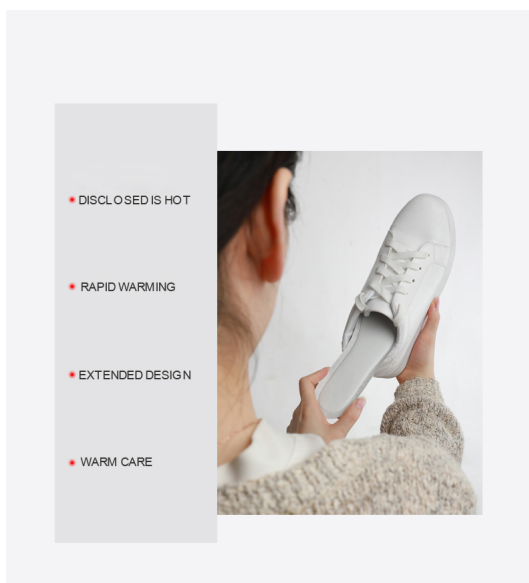 DISCLOSED IS HOT
RAPID WARMING
EXTENDED DESIGN
WARM CARE